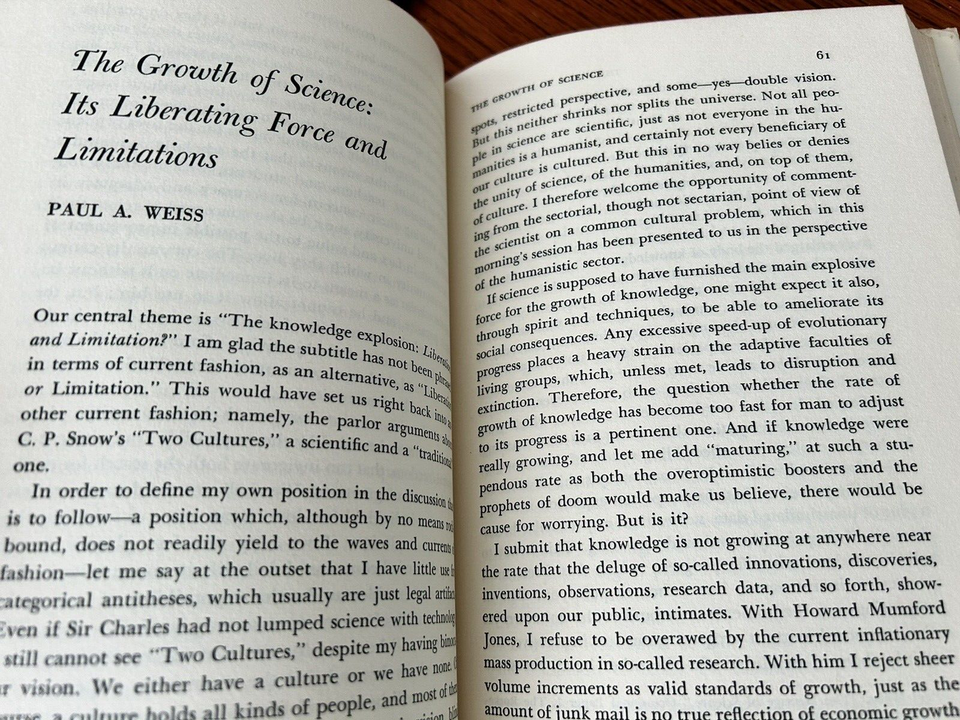 The Growth of Science:
Its Liberating Force and
Limitations
PAUL A. WEISS
Our central theme is "The knowledge explosion:
and Limitation?" I am glad the subtitle has not been
in terms of current fashion, as an alternative, as
or Limitation." This would have set us right back into
other current fashion; namely, the parlor arguments
C. P. Snow's "Two Cultures," a scientific and a
one.
In order to define my own position in the discussion
is to follow—a position which, although by no means
bound, does not readily yield to the waves and
fashion—let me say at the outset that I have little
categorical antitheses, which usually are just legal
Even if Sir Charles had not lumped science with
still cannot see "Two Cultures," despite my having
vision. We either have a culture or we have none.
a culture holds all kinds of people, and most of
THE GROWTH OF SCIENCE
61
spots, restricted perspective, and some—yes—double vision.
But this neither shrinks nor splits the universe. Not all peo-
ple in science are scientific, just as not everyone in the hu-
manities is a humanist, and certainly not every beneficiary of
our culture is cultured. But this in no way belies or denies
the unity of science, of the humanities, and, on top of them,
of culture. I therefore welcome the opportunity of comment-
ing from the sectorial, though not sectarian, point of view of
the scientist on a common cultural problem, which in this
morning's session has been presented to us in the perspective
of the humanistic sector.
If science is supposed to have furnished the main explosive
force for the growth of knowledge, one might expect it also,
through spirit and techniques, to be able to ameliorate its
social consequences. Any excessive speed-up of evolutionary
progress places a heavy strain on the adaptive faculties of
living groups, which, unless met, leads to disruption and
extinction. Therefore, the question whether the rate of
growth of knowledge has become too fast for man to adjust
to its progress is a pertinent one. And if knowledge were
really growing, and let me add "maturing," at such a stu-
pendous rate as both the overoptimistic boosters and the
prophets of doom would make us believe, there would be
cause for worrying. But is it?
I submit that knowledge is not growing at anywhere near
the rate that the deluge of so-called innovations, discoveries,
inventions, observations, research data, and so forth, show-
ered upon our public, intimates. With Howard Mumford
Jones, I refuse to be overawed by the current inflationary
mass production in so-called research. With him I reject sheer
volume increments as valid standards of growth, just as the
amount of junk mail is no true reflection of economic growth